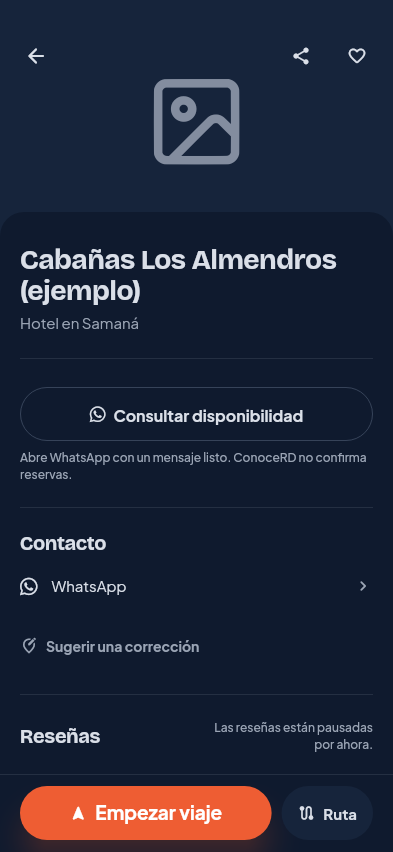 Cabañas Los Almendros
(ejemplo)
Hotel en Samaná
Consultar disponibilidad
Abre WhatsApp con un mensaje listo. ConoceRD no confirma
reservas.
Contacto
WhatsApp
Sugerir una corrección
Reseñas
Las reseñas están pausadas
por ahora.
Empezar viaje
Ruta